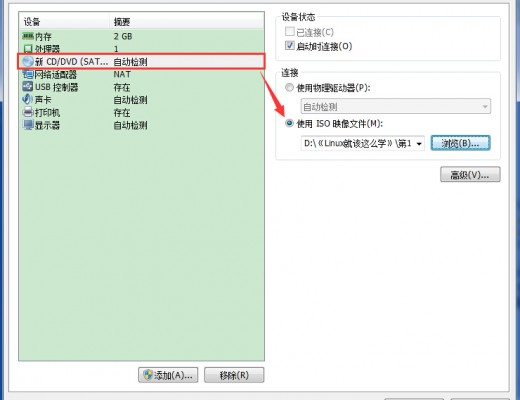 设备 摘要
内存 2 GB
处理器 1
新 CD/DVD (SAT... 自动检测
网络适配器 NAT
USB 控制器 存在
声卡 自动检测
打印机 存在
显示器 自动检测
添加(A)... 移除(R)
设备状态
已连接(C)
启动时连接(O)
连接
使用物理驱动器(P):
自动检测
使用 ISO 映像文件(M):
D:\《Linux就该这么学》\第1 浏览(B)...
高级(V)...